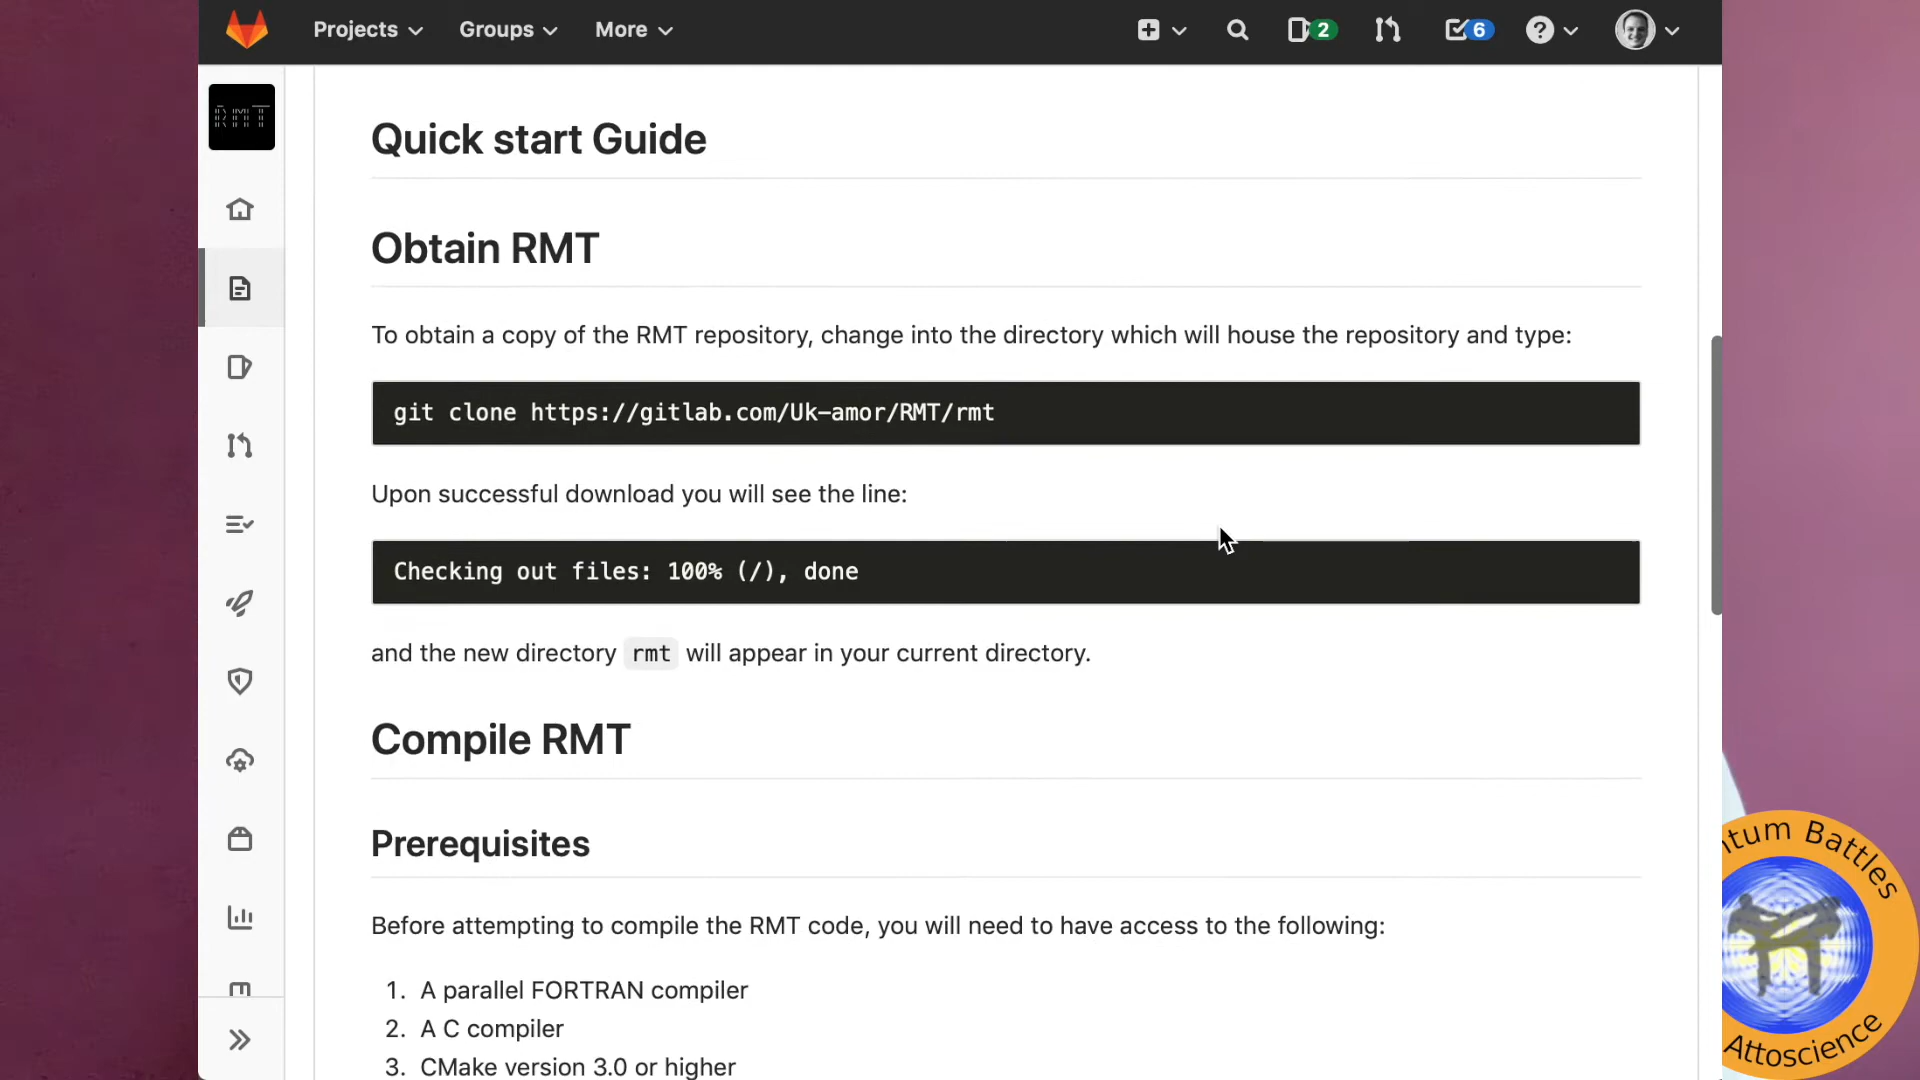 Projects Groups More 2 6
RMT
Quick start Guide
Obtain RMT
To obtain a copy of the RMT repository, change into the directory which will house the repository and type:
git clone https://gitlab.com/Uk-amor/RMT/rmt
Upon successful download you will see the line:
Checking out files: 100% (/), done
and the new directory rmt will appear in your current directory.
Compile RMT
Prerequisites
Before attempting to compile the RMT code, you will need to have access to the following:
1. A parallel FORTRAN compiler
2. A C compiler
3. CMake version 3.0 or higher
tum Battles
Attoscience